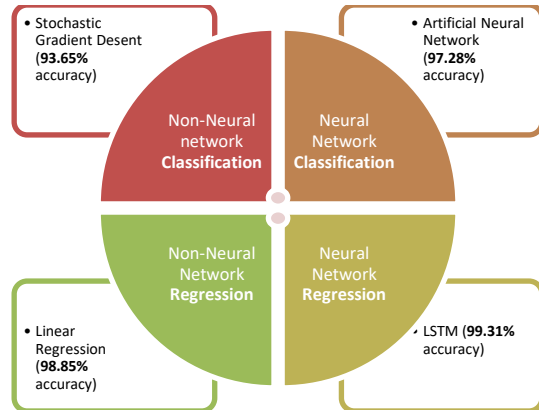 • Stochastic
Gradient Desent
(93.65%
accuracy)
• Artificial Neural
Network
(97.28%
accuracy)
Non-Neural
network
Classification
Neural
Network
Classification
Non-Neural
Network
Regression
Neural
Network
Regression
• Linear
Regression
(98.85%
accuracy)
• LSTM (99.31%
accuracy)